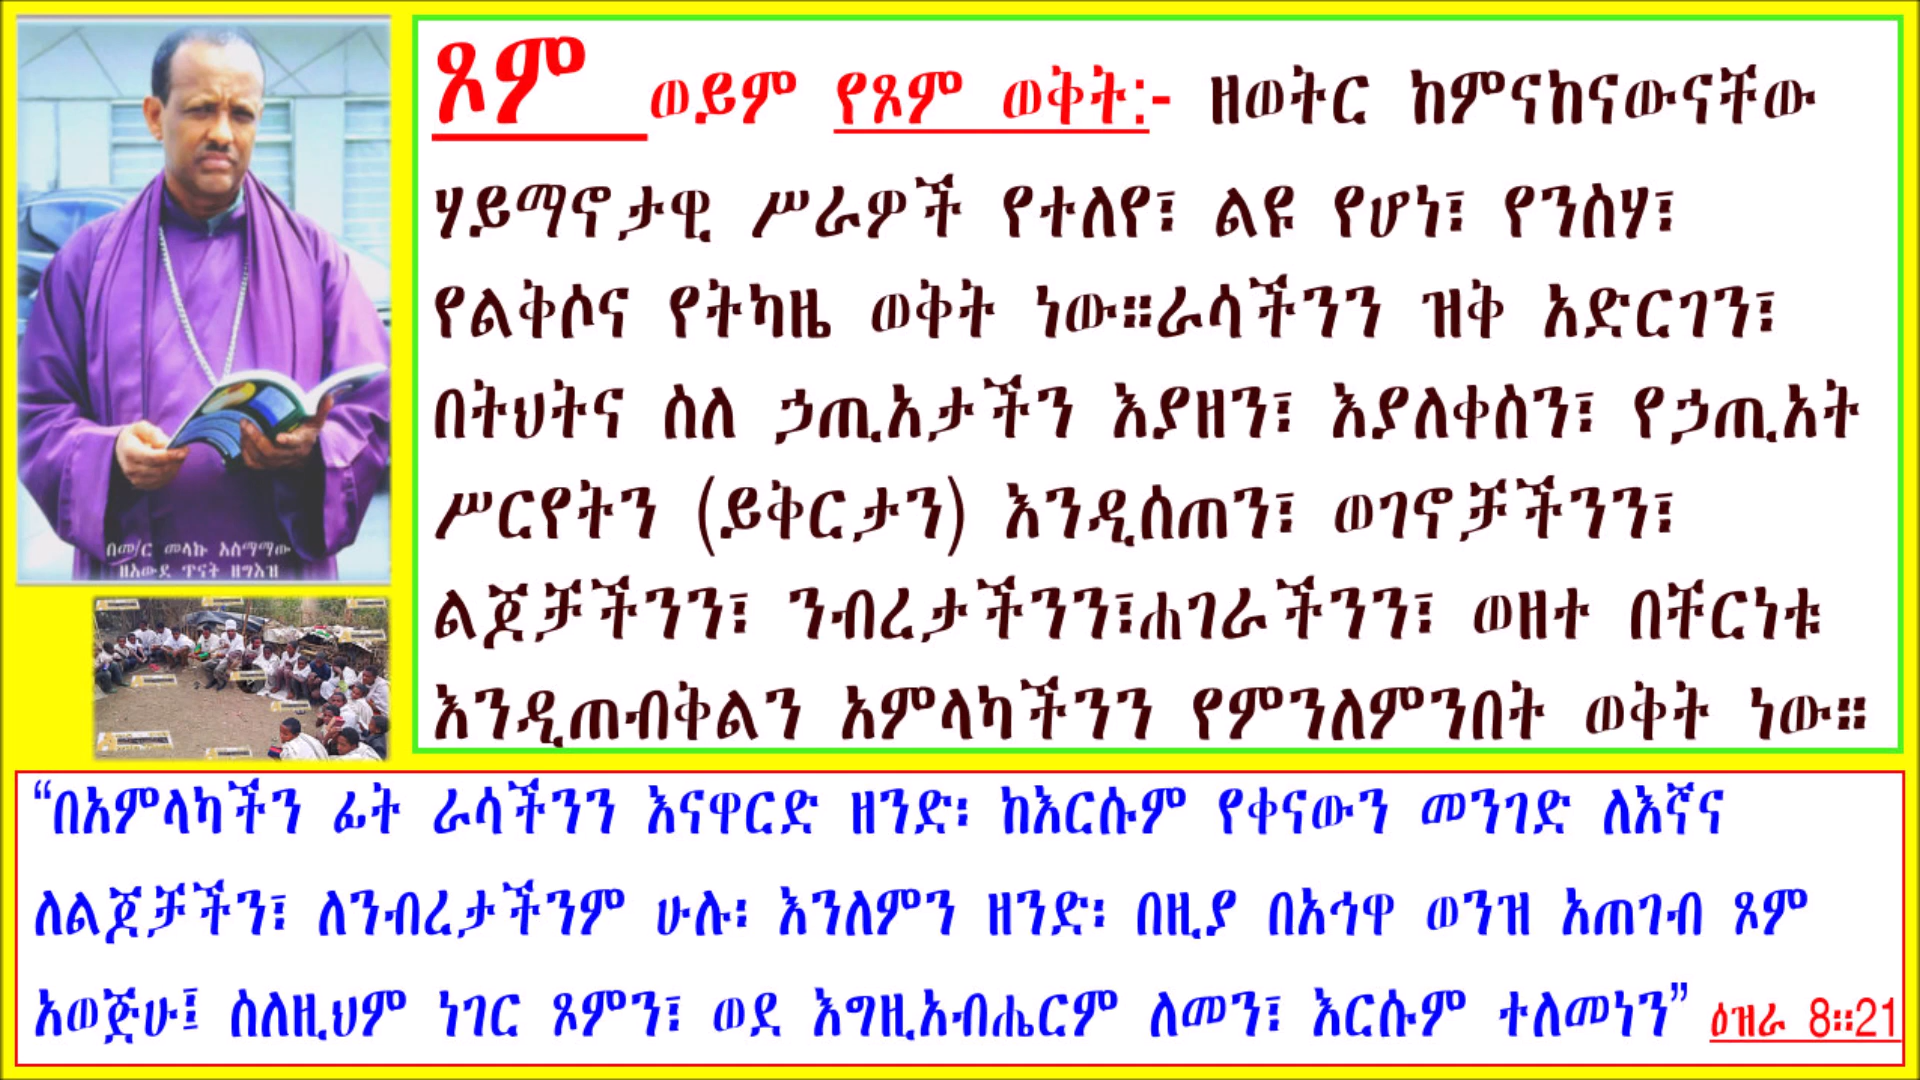 ጾም ወይም የጾም ወቅት:- ዘወትር ከምናከናውናቸው
ሃይማኖታዊ ሥራዎች የተለየ፣ ልዩ የሆነ፣ የንስሃ፣
የልቅሶና የትካዜ ወቅት ነው።ራሳችንን ዝቅ አድርገን፣
በትህትና ስለ ኃጢአታችን እያዘን፣ እያለቀስን፣ የኃጢአት
ሥርየትን (ይቅርታን) እንዲሰጠን፣ ወገኖቻችንን፣
ልጆቻችንን፣ ንብረታችንን፣ሐገራችንን፣ ወዘተ በቸርነቱ
እንዲጠብቅልን አምላካችንን የምንለምንበት ወቅት ነው።
በመ/ር መላኩ አስማማው
ዘአውደ ጥናት ዘግእዝ
“በአምላካችን ፊት ራሳችንን እናዋርድ ዘንድ፡ ከእርሱም የቀናውን መንገድ ለእኛና
ለልጆቻችን፣ ለንብረታችንም ሁሉ፡ እንለምን ዘንድ፡ በዚያ በአኅዋ ወንዝ አጠገብ ጾም
አወጅሁ፤ ስለዚህም ነገር ጾምን፣ ወደ እግዚአብሔርም ለመን፣ እርሱም ተለመነን” ዕዝራ 8፡፡21